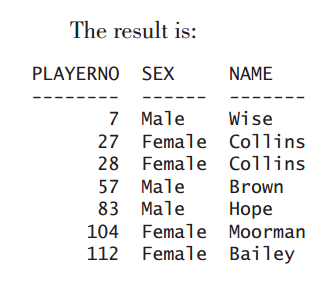 The result is:
PLAYERNO  SEX     NAME
--------  ------  -------
       7  Male    Wise
      27  Female  Collins
      28  Female  Collins
      57  Male    Brown
      83  Male    Hope
     104  Female  Moorman
     112  Female  Bailey